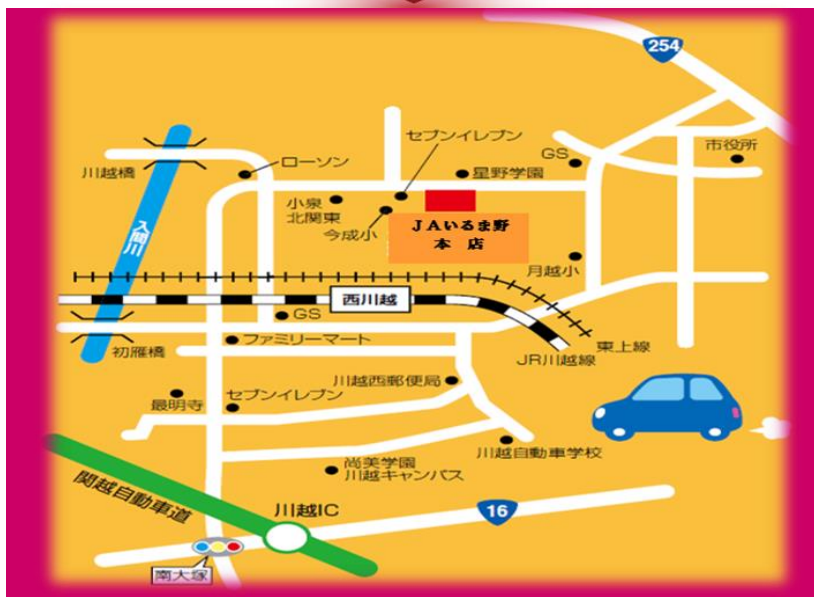 254
セブンイレブン
市役所
GS
川越橋
ローソン
星野学園
小泉
北関東
今成小
JAいるま野
本 店
入間川
月越小
西川越
GS
初雁橋
ファミリーマート
東上線
JR川越線
川越西郵便局
最明寺
セブンイレブン
川越自動車学校
尚美学園
川越キャンパス
関越自動車道
川越IC
16
南大塚